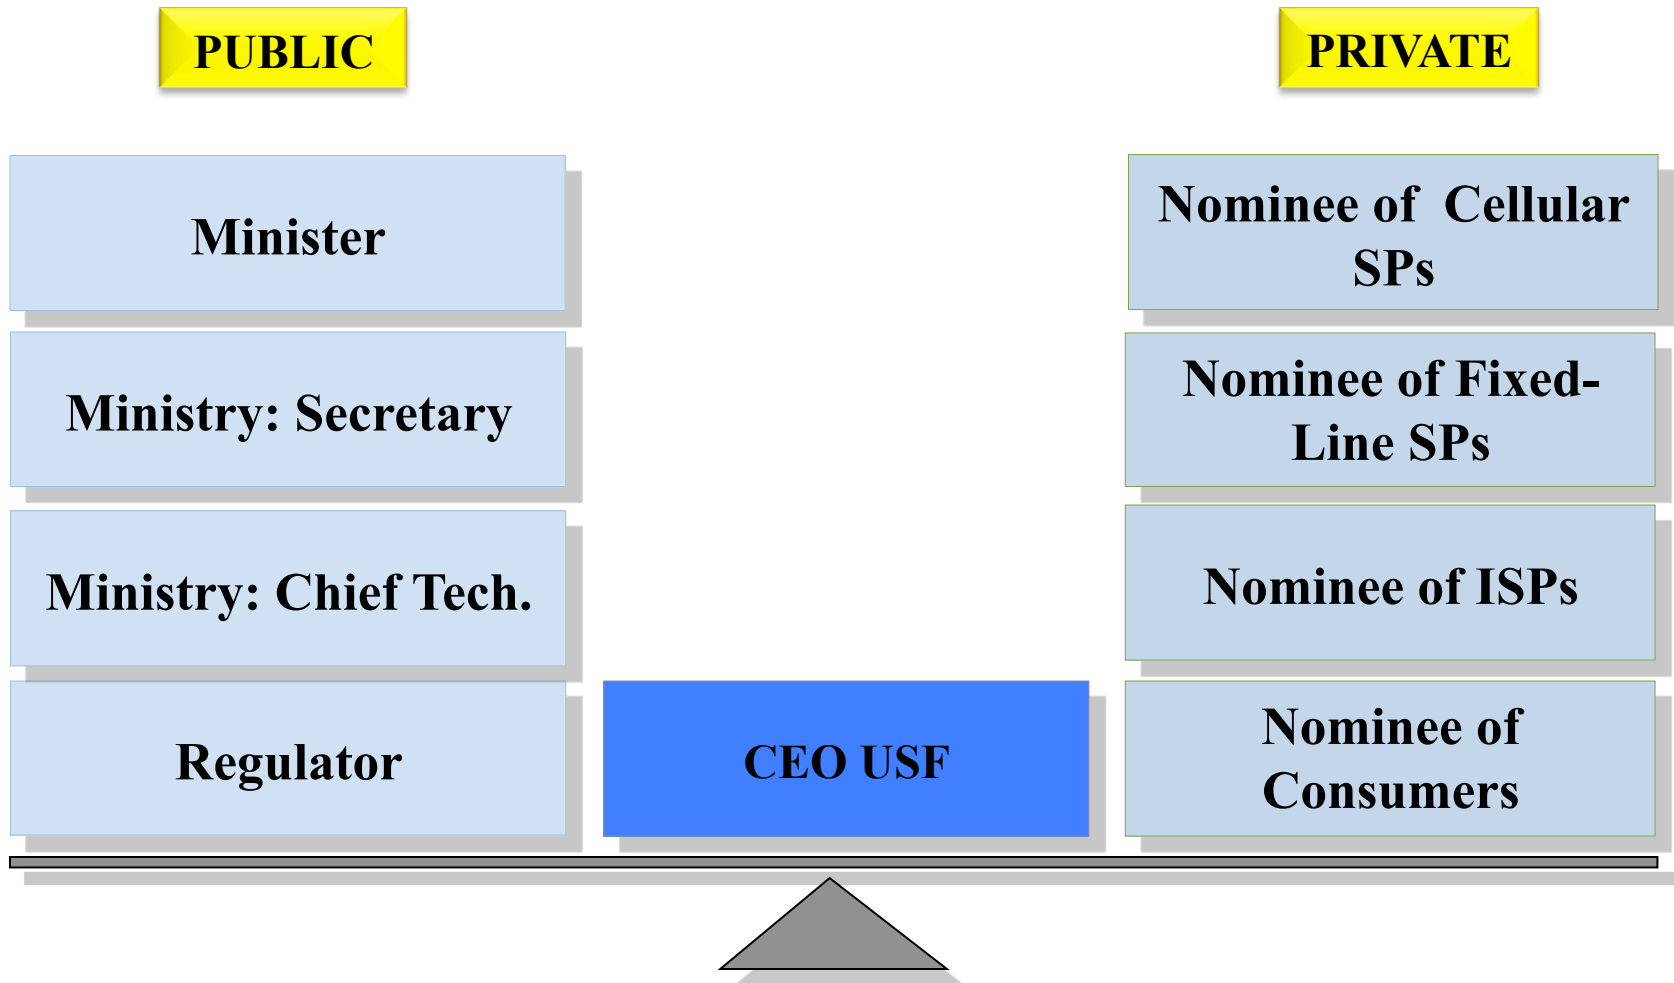 PUBLIC
PRIVATE
Minister
Nominee of  Cellular
SPs
Ministry: Secretary
Nominee of Fixed-
Line SPs
Ministry: Chief Tech.
Nominee of ISPs
Regulator
CEO USF
Nominee of
Consumers